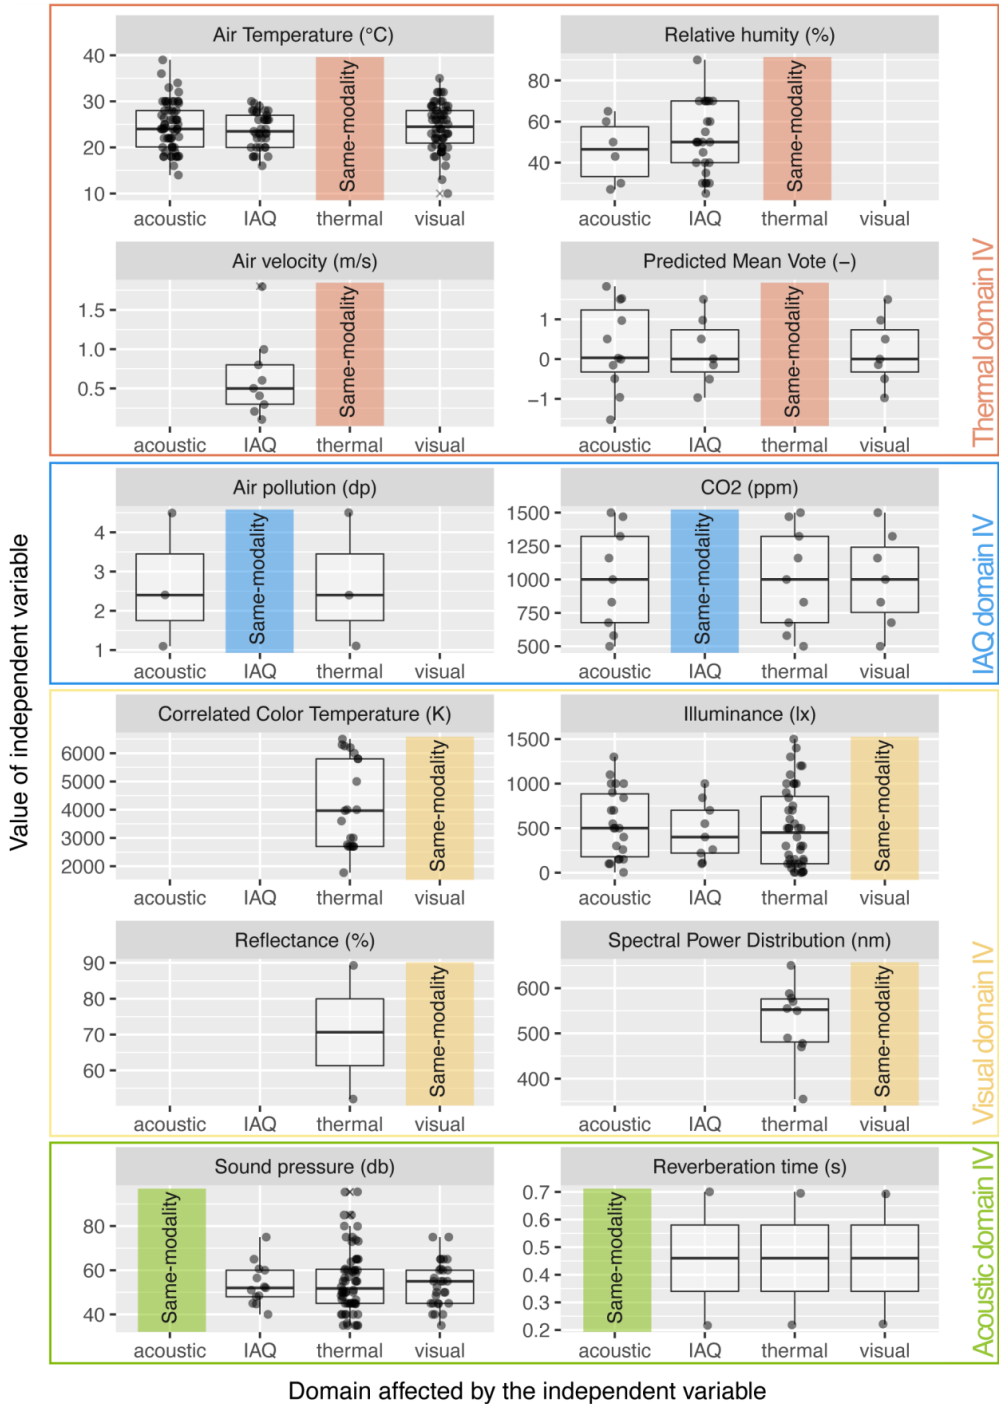 Air Temperature (°C)
40
30
20
10
Same-modality
acoustic IAQ thermal visual
Relative humity (%)
80
60
40
Same-modality
acoustic IAQ thermal visual
Air velocity (m/s)
1.5
1.0
0.5
Same-modality
acoustic IAQ thermal visual
Predicted Mean Vote (−)
1
0
−1
Same-modality
acoustic IAQ thermal visual
Thermal domain IV
Air pollution (dp)
4
3
2
1
Same-modality
acoustic IAQ thermal visual
CO2 (ppm)
1500
1250
1000
750
500
Same-modality
acoustic IAQ thermal visual
IAQ domain IV
Value of independent variable
Correlated Color Temperature (K)
6000
5000
4000
3000
2000
Same-modality
acoustic IAQ thermal visual
Illuminance (lx)
1500
1000
500
0
Same-modality
acoustic IAQ thermal visual
Reflectance (%)
90
80
70
60
Same-modality
acoustic IAQ thermal visual
Spectral Power Distribution (nm)
600
500
400
Same-modality
acoustic IAQ thermal visual
Visual domain IV
Sound pressure (db)
80
60
40
Same-modality
acoustic IAQ thermal visual
Reverberation time (s)
0.7
0.6
0.5
0.4
0.3
0.2
Same-modality
acoustic IAQ thermal visual
Acoustic domain IV
Domain affected by the independent variable